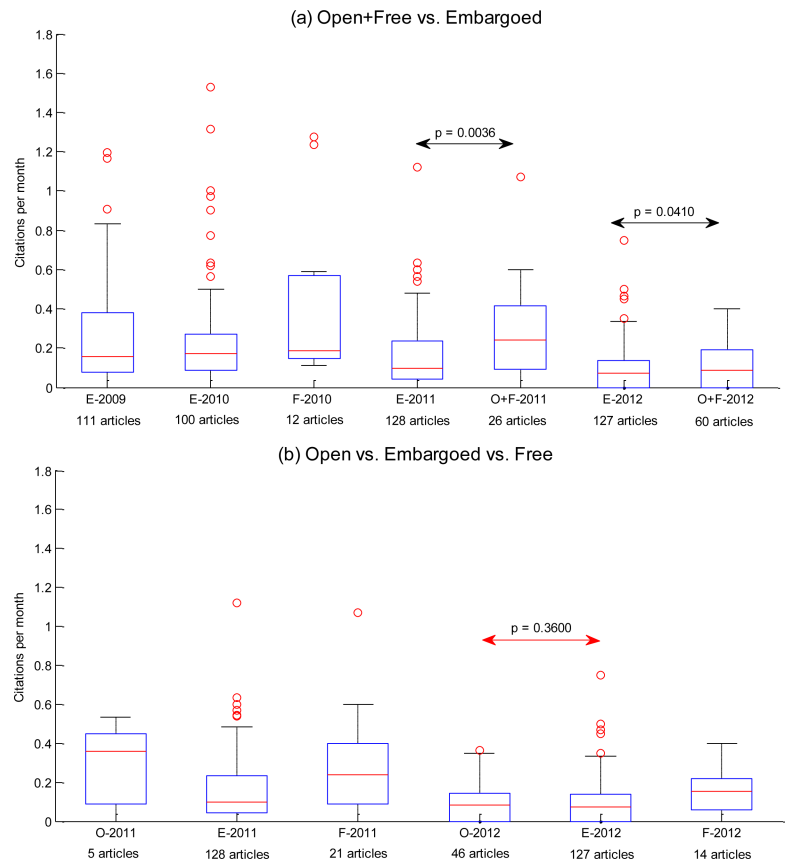 (a) Open+Free vs. Embargoed
1.8
1.6
1.4
1.2
1
0.8
0.6
0.4
0.2
0
Citations per month
p = 0.0036
p = 0.0410
E-2009 E-2010 F-2010 E-2011 O+F-2011 E-2012 O+F-2012
111 articles 100 articles 12 articles 128 articles 26 articles 127 articles 60 articles
(b) Open vs. Embargoed vs. Free
1.8
1.6
1.4
1.2
1
0.8
0.6
0.4
0.2
0
Citations per month
p = 0.3600
O-2011 E-2011 F-2011 O-2012 E-2012 F-2012
5 articles 128 articles 21 articles 46 articles 127 articles 14 articles